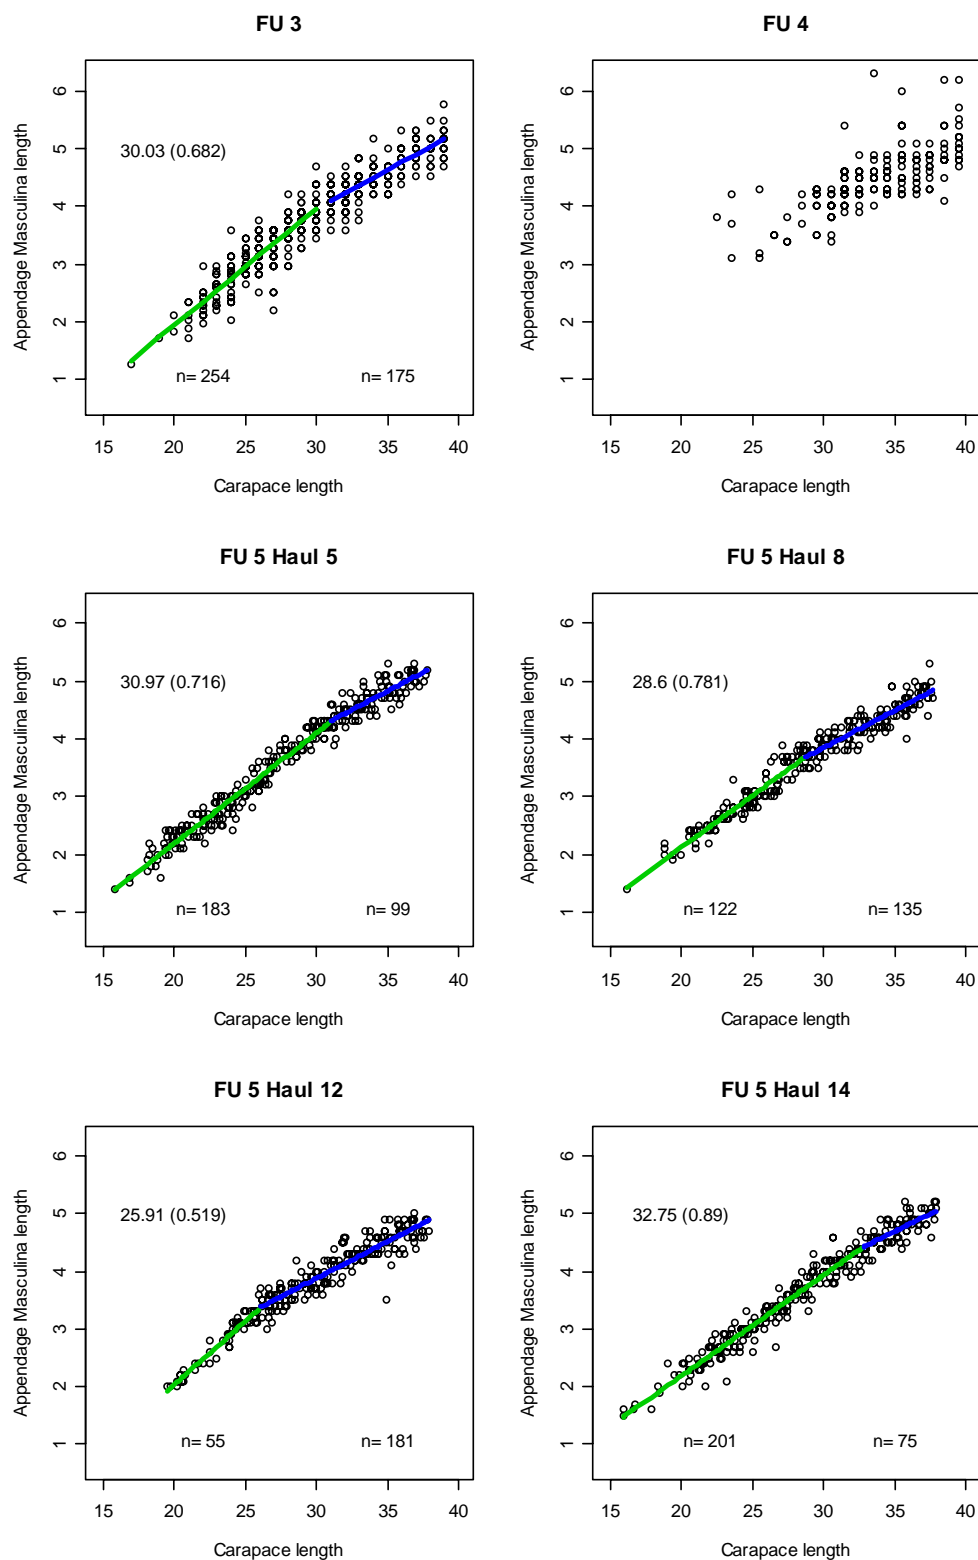 FU 3
FU 4
Appendage Masculina length
6
5
4
3
2
1
30.03 (0.682)
n= 254
n= 175
15
20
25
30
35
40
Carapace length
Appendage Masculina length
6
5
4
3
2
1
15
20
25
30
35
40
Carapace length
FU 5 Haul 5
FU 5 Haul 8
Appendage Masculina length
6
5
4
3
2
1
30.97 (0.716)
n= 183
n= 99
15
20
25
30
35
40
Carapace length
Appendage Masculina length
6
5
4
3
2
1
28.6 (0.781)
n= 122
n= 135
15
20
25
30
35
40
Carapace length
FU 5 Haul 12
FU 5 Haul 14
Appendage Masculina length
6
5
4
3
2
1
25.91 (0.519)
n= 55
n= 181
15
20
25
30
35
40
Carapace length
Appendage Masculina length
6
5
4
3
2
1
32.75 (0.89)
n= 201
n= 75
15
20
25
30
35
40
Carapace length